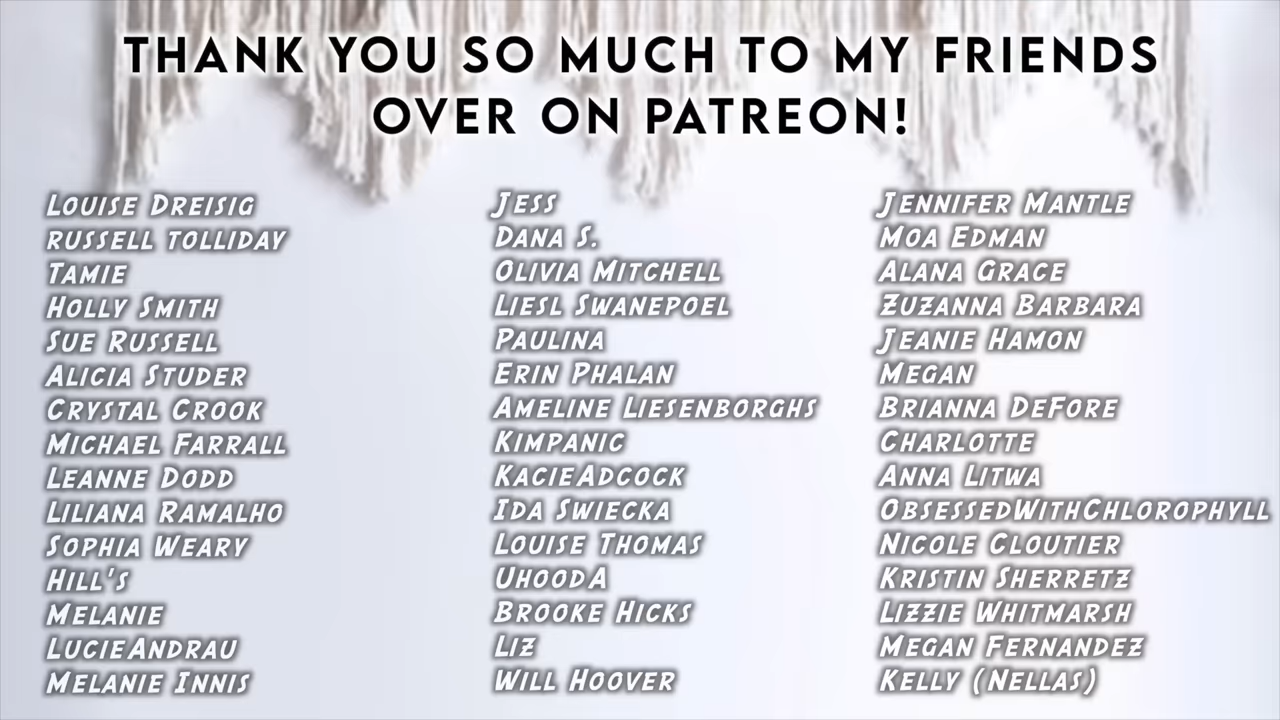 THANK YOU SO MUCH TO MY FRIENDS
OVER ON PATREON!
LOUISE DREISIG
RUSSELL TOLLIDAY
TAMIE
HOLLY SMITH
SUE RUSSELL
ALICIA STUDER
CRYSTAL CROOK
MICHAEL FARRALL
LEANNE DODD
LILIANA RAMALHO
SOPHIA WEARY
HILL'S
MELANIE
LUCIEANDRAU
MELANIE INNIS
JESS
DANA S.
OLIVIA MITCHELL
LIESL SWANEPOEL
PAULINA
ERIN PHALAN
AMELINE LIESENBORGHS
KIMPANIC
KACIEADCOCK
IDA SWIECKA
LOUISE THOMAS
UHOODA
BROOKE HICKS
LIZ
WILL HOOVER
JENNIFER MANTLE
MOA EDMAN
ALANA GRACE
ZUZANNA BARBARA
JEANIE HAMON
MEGAN
BRIANNA DEFORE
CHARLOTTE
ANNA LITWA
OBSESSEDWITHCHLOROPHYLL
NICOLE CLOUTIER
KRISTIN SHERRETZ
LIZZIE WHITMARSH
MEGAN FERNANDEZ
KELLY (NELLAS)